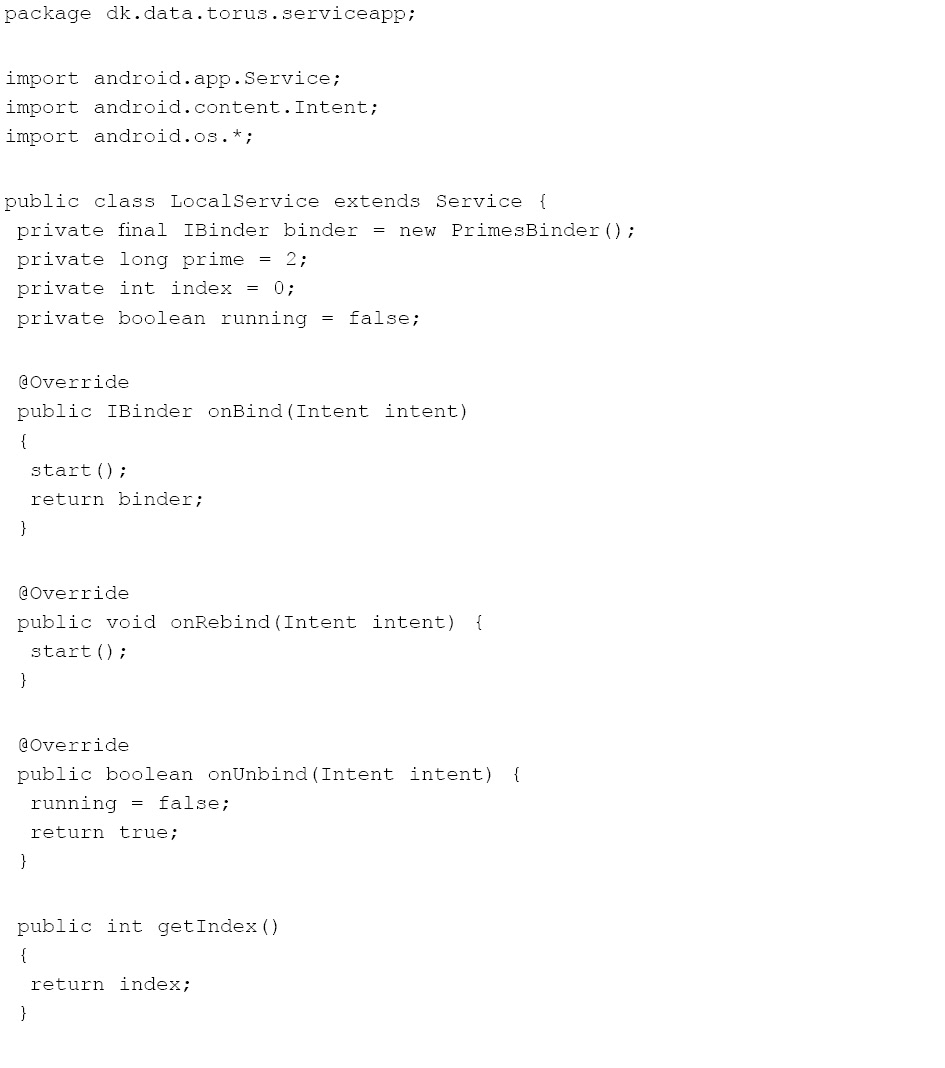 package dk.data.torus.serviceapp;
import android.app.Service;
import android.content.Intent;
import android.os.*;
public class LocalService extends Service {
private final IBinder binder = new PrimesBinder();
private long prime = 2;
private int index = 0;
private boolean running = false;
@Override
public IBinder onBind(Intent intent)
{
start();
return binder;
}
@Override
public void onRebind(Intent intent) {
start();
}
@Override
public boolean onUnbind(Intent intent) {
running = false;
return true;
}
public int getIndex()
{
return index;
}